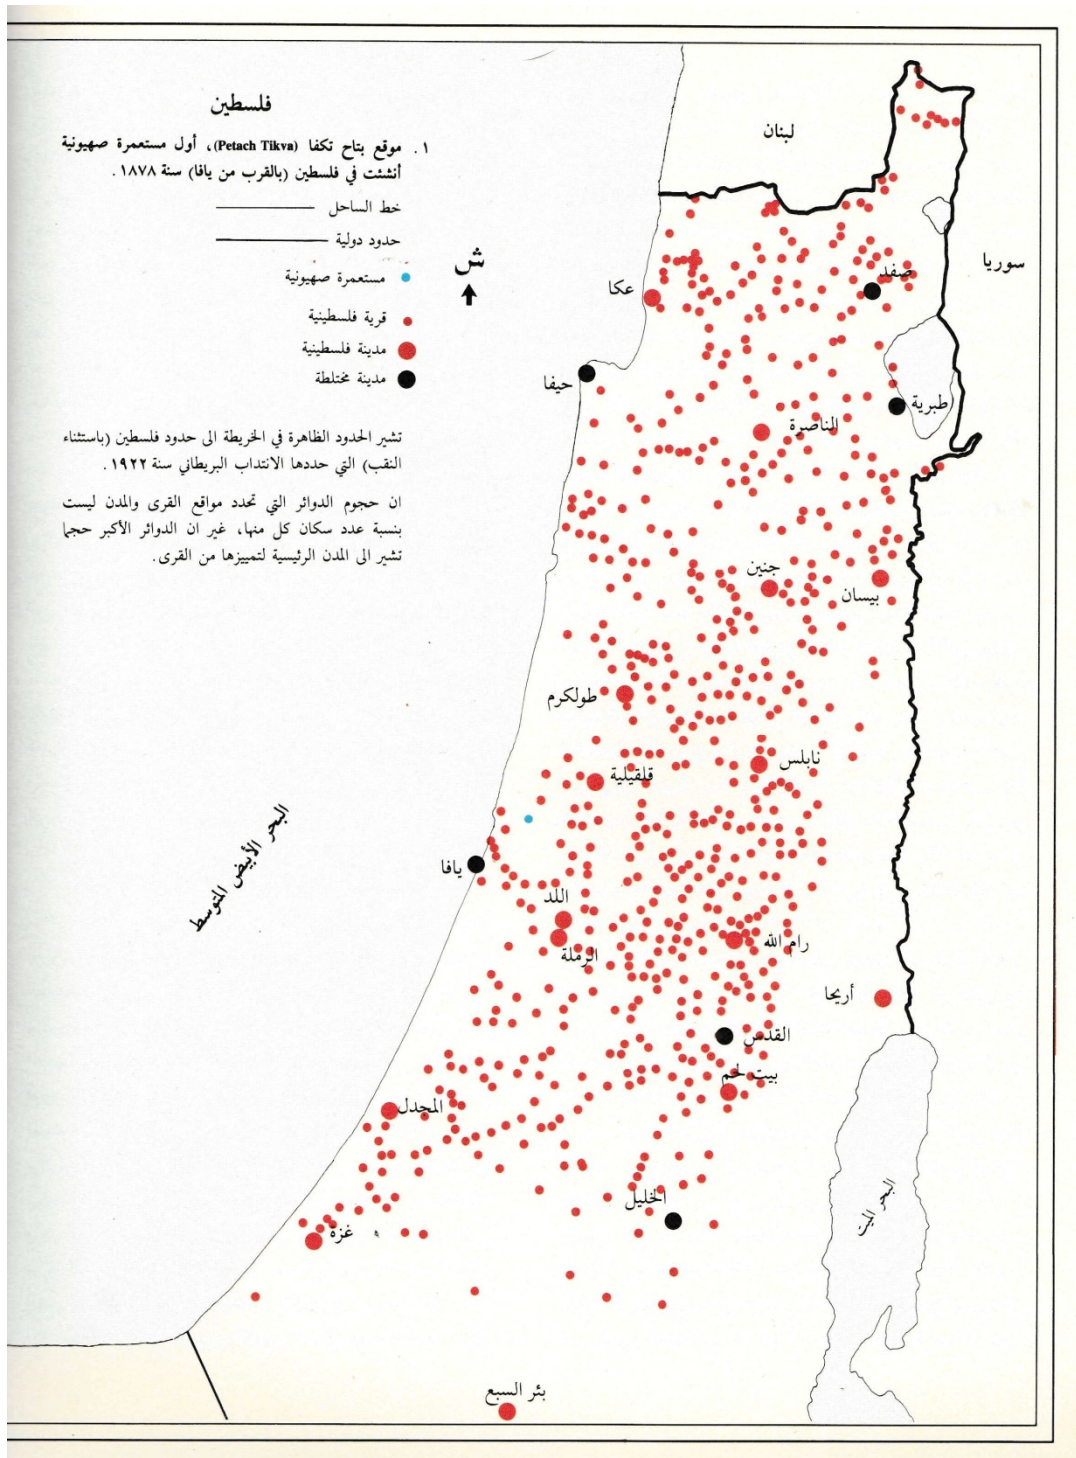 فلسطين
١. موقع بتاح تكفا (Petach Tikva)، أول مستعمرة صهيونية
أنشئت في فلسطين (بالقرب من يافا) سنة ١٨٧٨.
خط الساحل
حدود دولية
مستعمرة صهيونية
قرية فلسطينية
مدينة فلسطينية
مدينة مختلطة
تشير الحدود الظاهرة في الخريطة الى حدود فلسطين (باستثناء
النقب) التي حددها الانتداب البريطاني سنة ١٩٢٢.
ان حجوم الدوائر التي تحدد مواقع القرى والمدن ليست
بنسبة عدد سكان كل منها، غير ان الدوائر الأكبر حجما
تشير الى المدن الرئيسية لتمييزها من القرى.
ش
لبنان
سوريا
صفد
عكا
حيفا
طبرية
الناصرة
جنين
بيسان
طولكرم
نابلس
قلقيلية
البحر الأبيض المتوسط
يافا
اللد
الرملة
رام الله
أريحا
القدس
بيت لحم
المجدل
الخليل
البحر الميت
غزة
بئر السبع